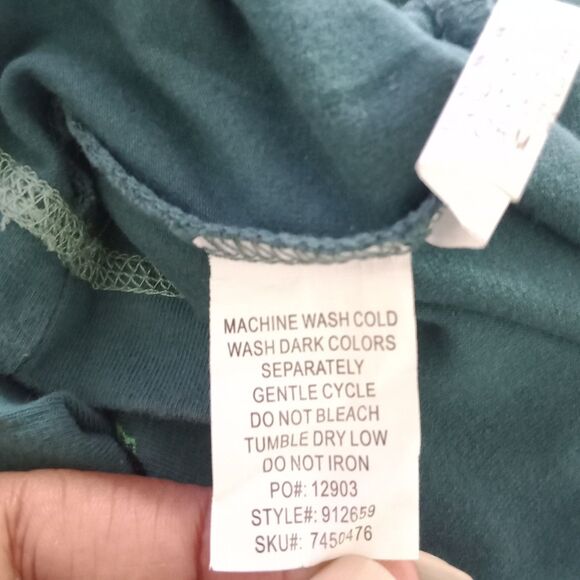 MACHINE WASH COLD
WASH DARK COLORS
SEPARATELY
GENTLE CYCLE
DO NOT BLEACH
TUMBLE DRY LOW
DO NOT IRON
PO#: 12903
STYLE#: 912659
SKU#: 7450476